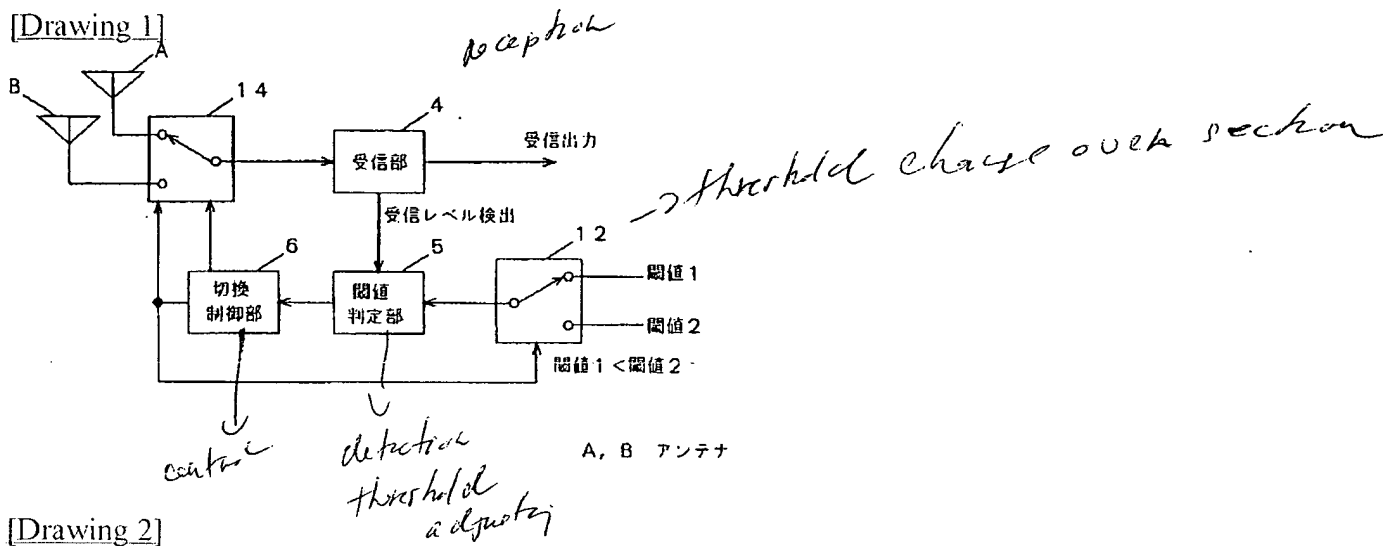 [Drawing 1]
reception
A
B
14
4
受信部
受信出力
→ threshold change over section
受信レベル検出
12
6
5
切換
制御部
閾値
判定部
閾値1
閾値2
閾値1<閾値2
control
detection
threshold
adjusting
A, B アンテナ
[Drawing 2]